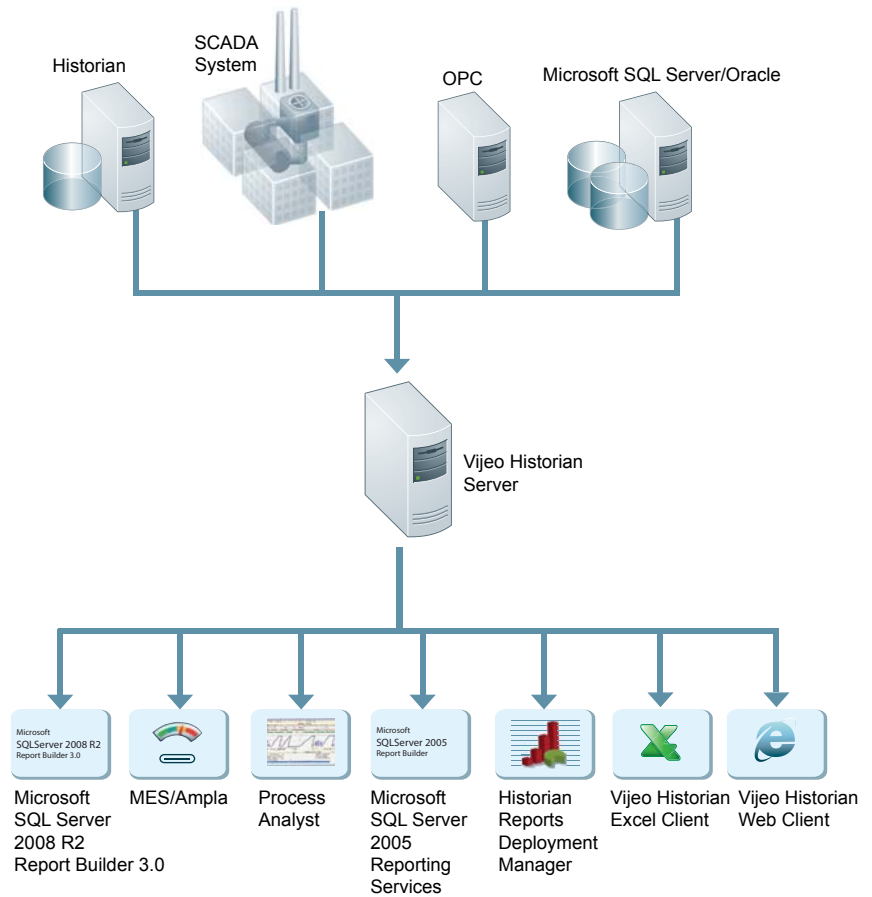 Historian
SCADA
System
OPC
Microsoft SQL Server/Oracle
Vijeo Historian
Server
Microsoft
SQLServer 2008 R2
Report Builder 3.0
Microsoft
SQLServer 2005
Report Builder
Microsoft
SQL Server
2008 R2
Report Builder 3.0
MES/Ampla
Process
Analyst
Microsoft
SQL Server
2005
Reporting
Services
Historian
Reports
Deployment
Manager
Vijeo Historian
Excel Client
Vijeo Historian
Web Client